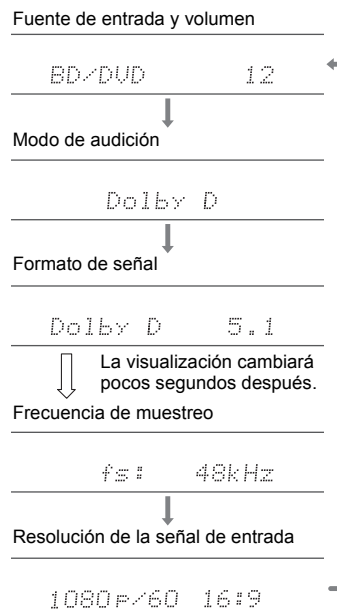 Fuente de entrada y volumen
BD/DVD 12
Modo de audición
Dolby D
Formato de señal
Dolby D 5.1
La visualización cambiará
pocos segundos después.
Frecuencia de muestreo
fs: 48kHz
Resolución de la señal de entrada
1080p/60 16:9